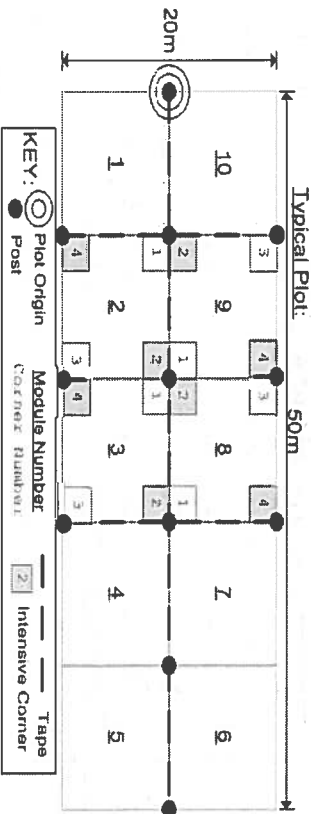 Typical Plot:
50m
20m
10 9 8 7 6
3 4 3 4
2 1 2 1
1 2 1 2
1 2 3 4 5
4 3 4 3
KEY: Plot Origin Module Number Tape
Post Corner Number 2 Intensive Corner